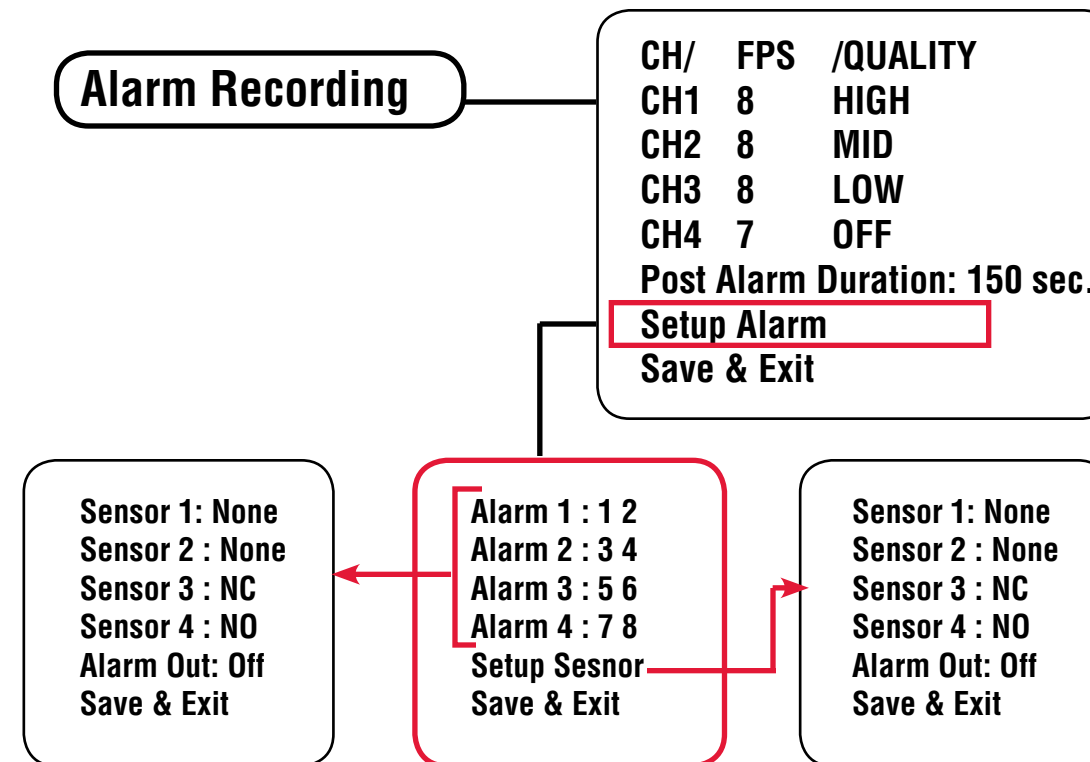 Alarm Recording
CH/ FPS /QUALITY
CH1 8 HIGH
CH2 8 MID
CH3 8 LOW
CH4 7 OFF
Post Alarm Duration: 150 sec.
Setup Alarm
Save & Exit
Sensor 1: None
Sensor 2 : None
Sensor 3 : NC
Sensor 4 : NO
Alarm Out: Off
Save & Exit
Alarm 1 : 1 2
Alarm 2 : 3 4
Alarm 3 : 5 6
Alarm 4 : 7 8
Setup Sesnor
Save & Exit
Sensor 1: None
Sensor 2 : None
Sensor 3 : NC
Sensor 4 : NO
Alarm Out: Off
Save & Exit